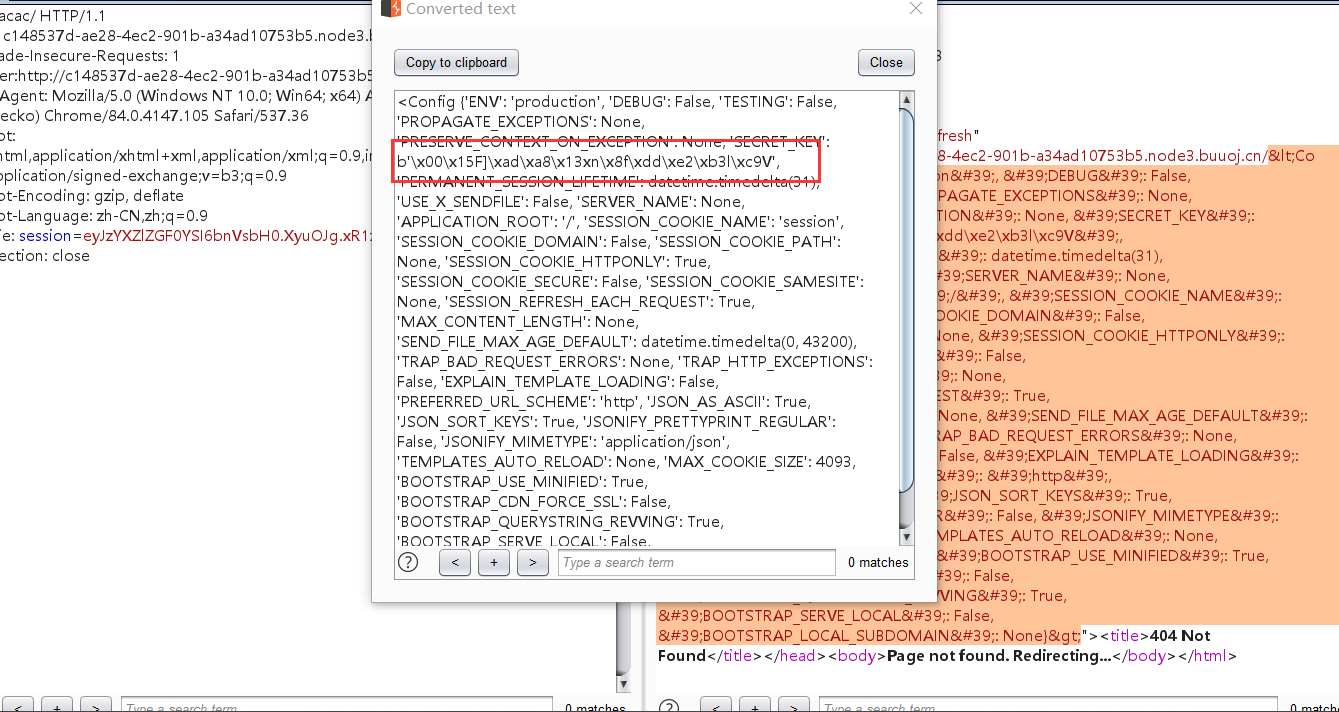 Converted text
acac/ HTTP/1.1
c148537d-ae28-4ec2-901b-a34ad10753b5.node3.b
ade-Insecure-Requests: 1
er:http://c148537d-ae28-4ec2-901b-a34ad10753b5
Agent: Mozilla/5.0 (Windows NT 10.0; Win64; x64) A
ecko) Chrome/84.0.4147.105 Safari/537.36
ot:
html,application/xhtml+xml,application/xml;q=0.9,i
pplication/signed-exchange;v=b3;q=0.9
ot-Encoding: gzip, deflate
ot-Language: zh-CN,zh;q=0.9
ie: session=eyJzYXZlZGF0YSI6bnVsbH0.XyuOJg.xR1
ection: close
Copy to clipboard
Close
<Config {'ENV': 'production', 'DEBUG': False, 'TESTING': False,
'PROPAGATE_EXCEPTIONS': None,
'PRESERVE_CONTEXT_ON_EXCEPTION': None, 'SECRET_KEY':
b'\x00\x15F]\xad\xa8\x13xn\x8f\xdd\xe2\xb3l\xc9V',
'PERMANENT_SESSION_LIFETIME': datetime.timedelta(31),
'USE_X_SENDFILE': False, 'SERVER_NAME': None,
'APPLICATION_ROOT': '/', 'SESSION_COOKIE_NAME': 'session',
'SESSION_COOKIE_DOMAIN': False, 'SESSION_COOKIE_PATH':
None, 'SESSION_COOKIE_HTTPONLY': True,
'SESSION_COOKIE_SECURE': False, 'SESSION_COOKIE_SAMESITE':
None, 'SESSION_REFRESH_EACH_REQUEST': True,
'MAX_CONTENT_LENGTH': None,
'SEND_FILE_MAX_AGE_DEFAULT': datetime.timedelta(0, 43200),
'TRAP_BAD_REQUEST_ERRORS': None, 'TRAP_HTTP_EXCEPTIONS':
False, 'EXPLAIN_TEMPLATE_LOADING': False,
'PREFERRED_URL_SCHEME': 'http', 'JSON_AS_ASCII': True,
'JSON_SORT_KEYS': True, 'JSONIFY_PRETTYPRINT_REGULAR':
False, 'JSONIFY_MIMETYPE': 'application/json',
'TEMPLATES_AUTO_RELOAD': None, 'MAX_COOKIE_SIZE': 4093,
'BOOTSTRAP_USE_MINIFIED': True,
'BOOTSTRAP_CDN_FORCE_SSL': False,
'BOOTSTRAP_QUERYSTRING_REVVING': True,
'BOOTSTRAP_SERVE_LOCAL': False,
? < + > Type a search term 0 matches
3
fresh"
8-4ec2-901b-a34ad10753b5.node3.buuoj.cn/&lt;Co
on&#39;, &#39;DEBUG&#39;: False,
AGATE_EXCEPTIONS&#39;:
TION&#39;: None, &#39;SECRET_KEY&#39;:
xdd\xe2\xb3l\xc9V&#39;,
&#39;: datetime.timedelta(31),
#39;SERVER_NAME&#39;: None,
9;/&#39;, &#39;SESSION_COOKIE_NAME&#39;:
OOKIE_DOMAIN&#39;: False,
None, &#39;SESSION_COOKIE_HTTPONLY&#39;:
#39;: False,
39;: None,
EST&#39;: True,
None, &#39;SEND_FILE_MAX_AGE_DEFAULT&#39;:
RAP_BAD_REQUEST_ERRORS&#39;: None,
False, &#39;EXPLAIN_TEMPLATE_LOADING&#39;:
&#39;: &#39;http&#39;,
9;JSON_SORT_KEYS&#39;: True,
R&#39;: False, &#39;JSONIFY_MIMETYPE&#39;:
MPLATES_AUTO_RELOAD&#39;: None,
&#39;BOOTSTRAP_USE_MINIFIED&#39;: True,
9;: False,
VING&#39;: True,
&#39;BOOTSTRAP_SERVE_LOCAL&#39;: False,
&#39;BOOTSTRAP_LOCAL_SUBDOMAIN&#39;: None}&gt;"><title>404 Not
Found</title></head><body>Page not found. Redirecting...</body></html>
< + > Type a search term 0 matches
? < + > Type a search term 0 match